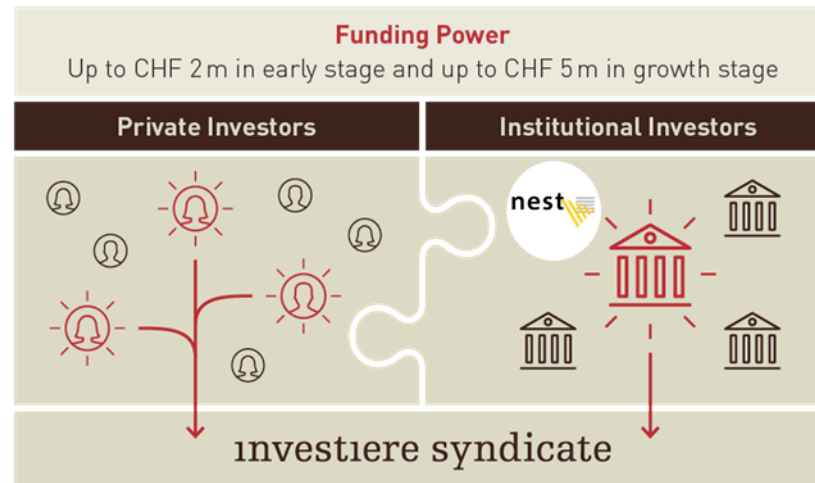 Funding Power
Up to CHF 2 m in early stage and up to CHF 5 m in growth stage
Private Investors
Institutional Investors
nest
ınvestıere syndicate